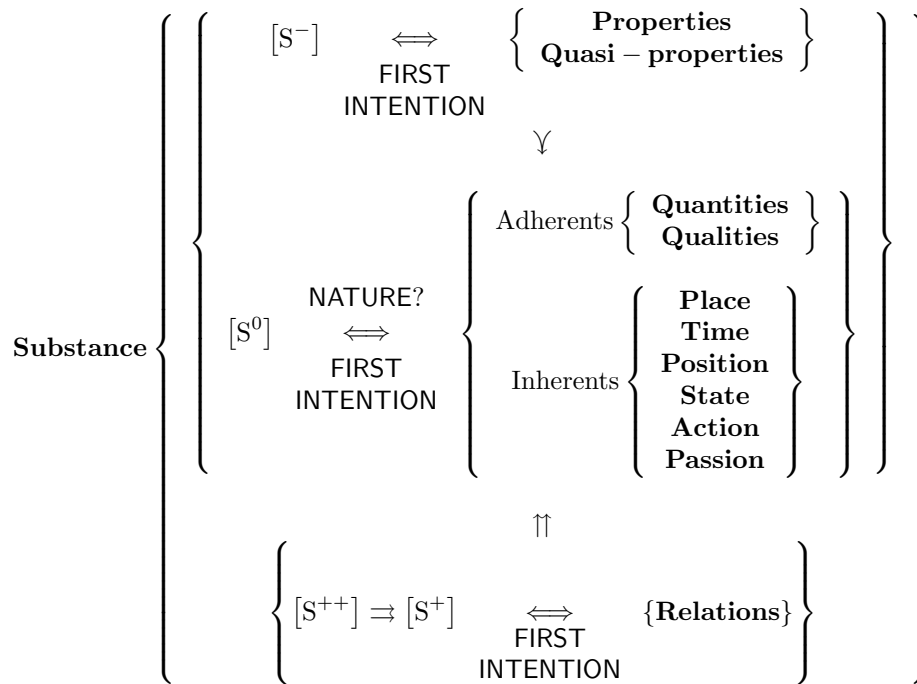 [S⁻] ⟺ { Properties
Quasi – properties }
FIRST
INTENTION
⋎
Adherents { Quantities
Qualities }
Substance { [S⁰] NATURE? ⟺ FIRST INTENTION
Inherents { Place
Time
Position
State
Action
Passion }
⇈
{ [S⁺⁺] ⇉ [S⁺] ⟺ {Relations} }
FIRST
INTENTION